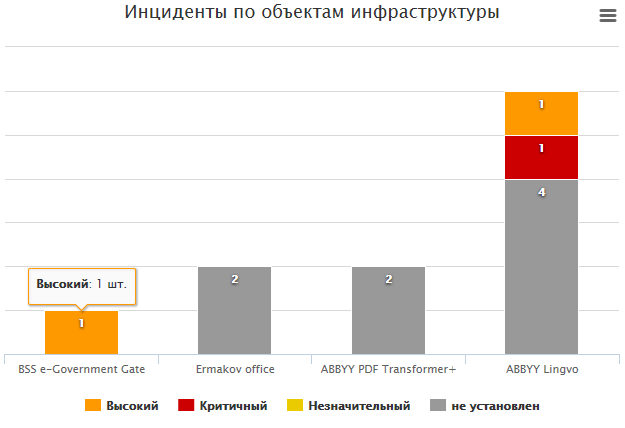 Инциденты по объектам инфраструктуры
1
1
4
Высокий: 1 шт.
1
2
2
BSS e-Government Gate
Ermakov office
ABBYY PDF Transformer+
ABBYY Lingvo
Высокий
Критичный
Незначительный
не установлен